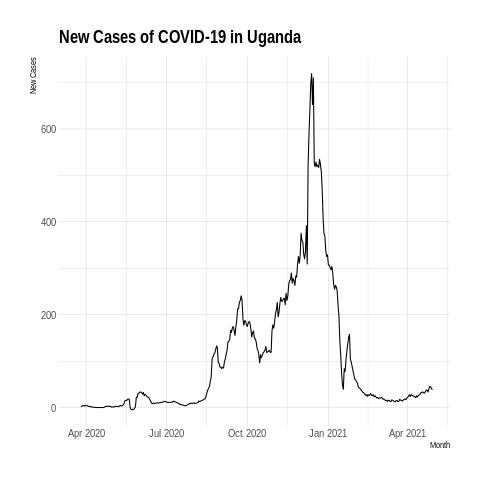 New Cases of COVID-19 in Uganda
New Cases
600
400
200
0
Apr 2020 Jul 2020 Oct 2020 Jan 2021 Apr 2021
Month